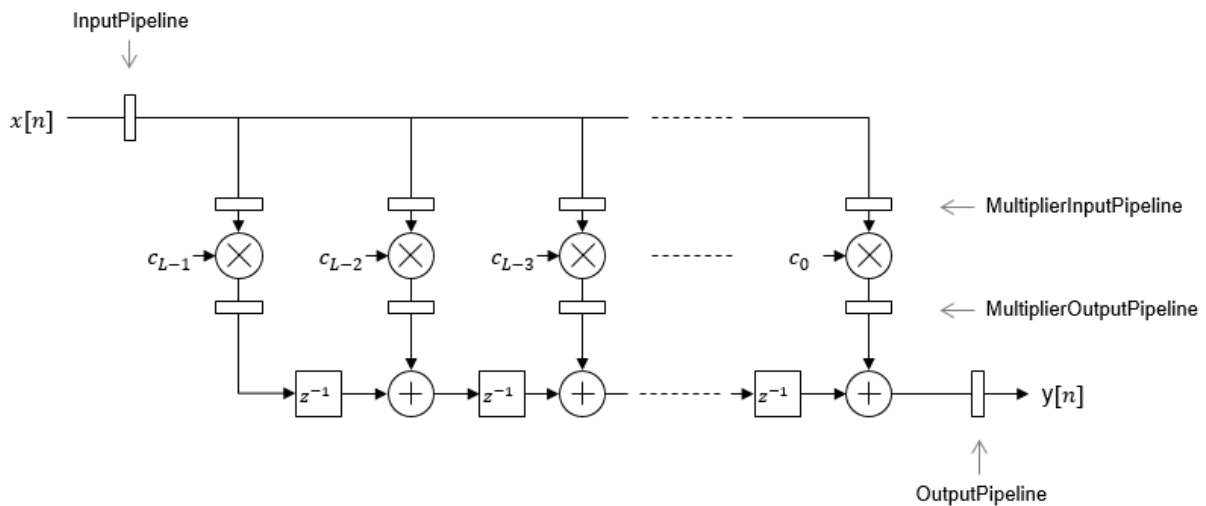 InputPipeline
x[n]
MultiplierInputPipeline
c_{L−1} c_{L−2} c_{L−3} c_0
MultiplierOutputPipeline
z⁻¹ z⁻¹ z⁻¹ y[n]
OutputPipeline